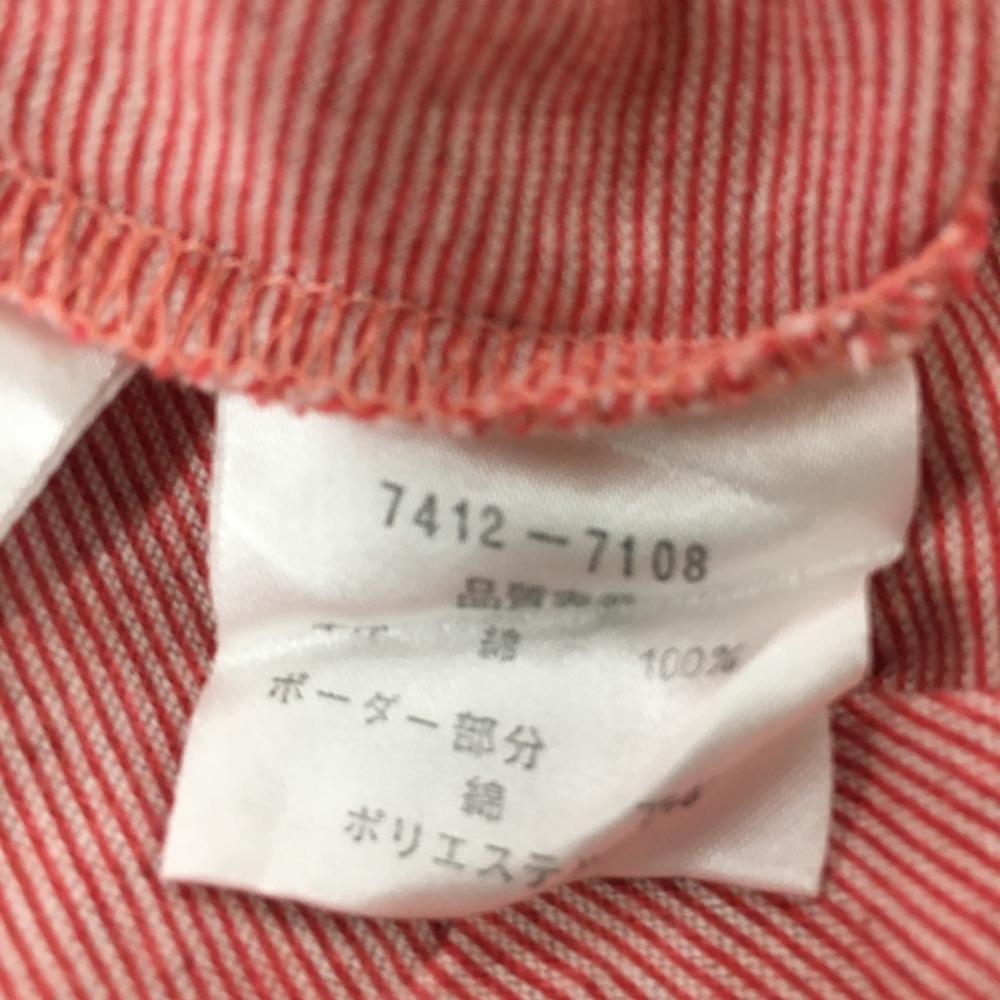 7412-7108
品質表示
綿 100%
ボーダー部分
綿
ポリエステ